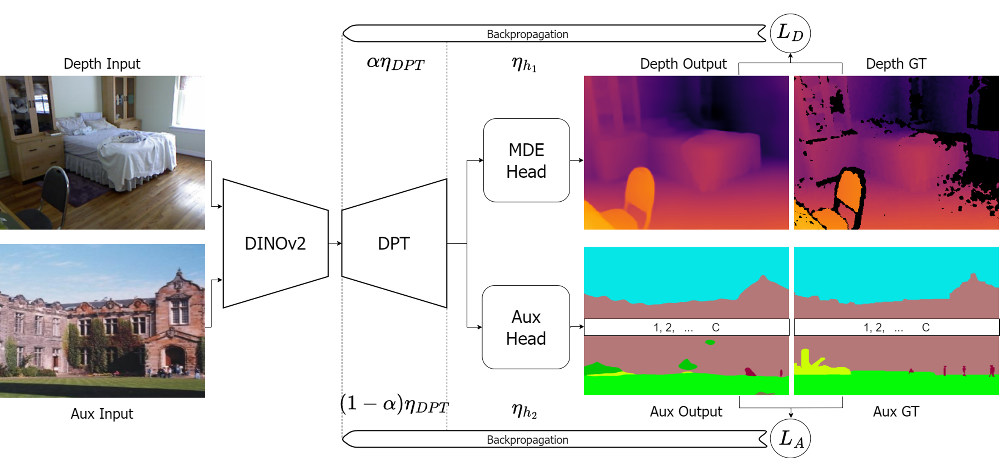 Backpropagation
L_D
αη_DPT
η_h₁
Depth Input
Depth Output
Depth GT
MDE
Head
DINOv2
DPT
Aux
Head
1, 2, ... C
1, 2, ... C
(1 − α)η_DPT
η_h₂
Aux Input
Aux Output
Aux GT
Backpropagation
L_A